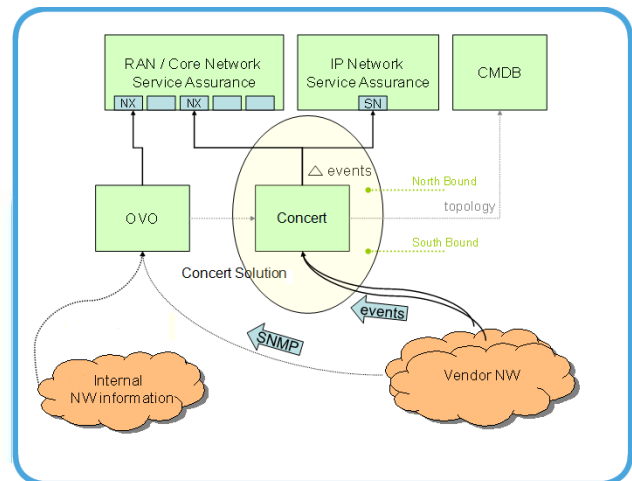 RAN / Core Network
Service Assurance
NX
NX
IP Network
Service Assurance
SN
CMDB
△ events
North Bound
OVO
Concert
topology
South Bound
Concert Solution
events
SNMP
Internal
NW information
Vendor NW